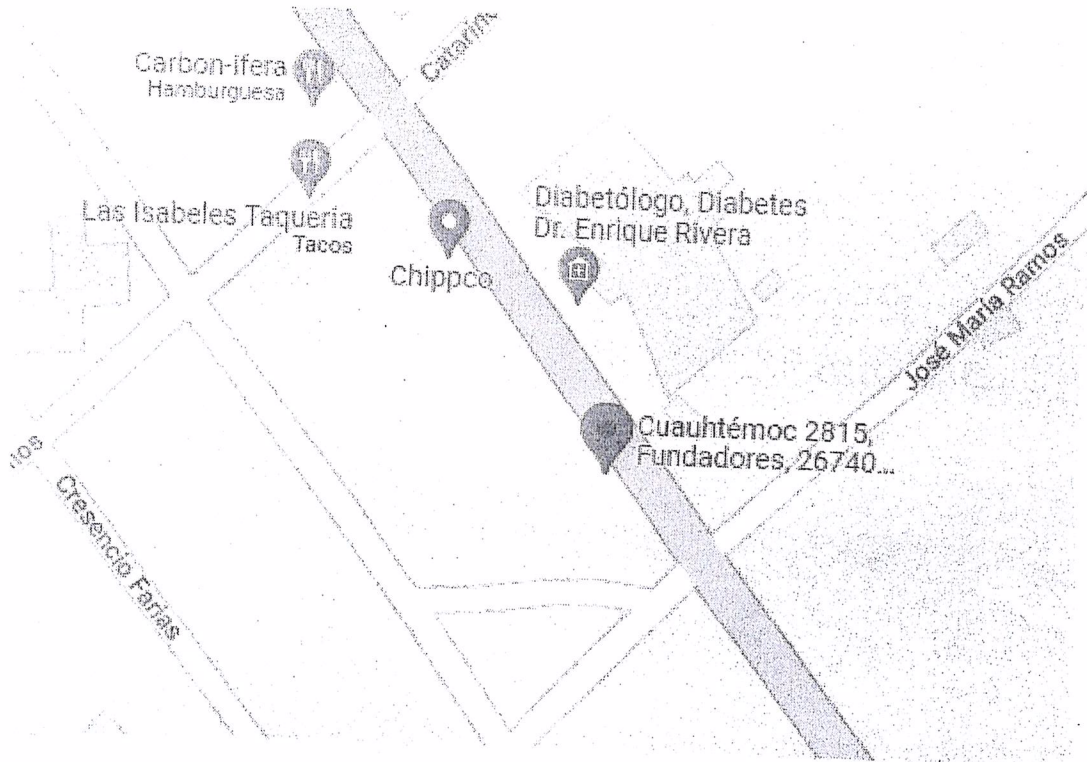 Carbon-ifera
Hamburguesa
Las Isabeles Taqueria
Tacos
Chippco
Diabetólogo, Diabetes
Dr. Enrique Rivera
José María Ramos
Cuauhtémoc 2815,
Fundadores, 26740...
Cresencio Farias